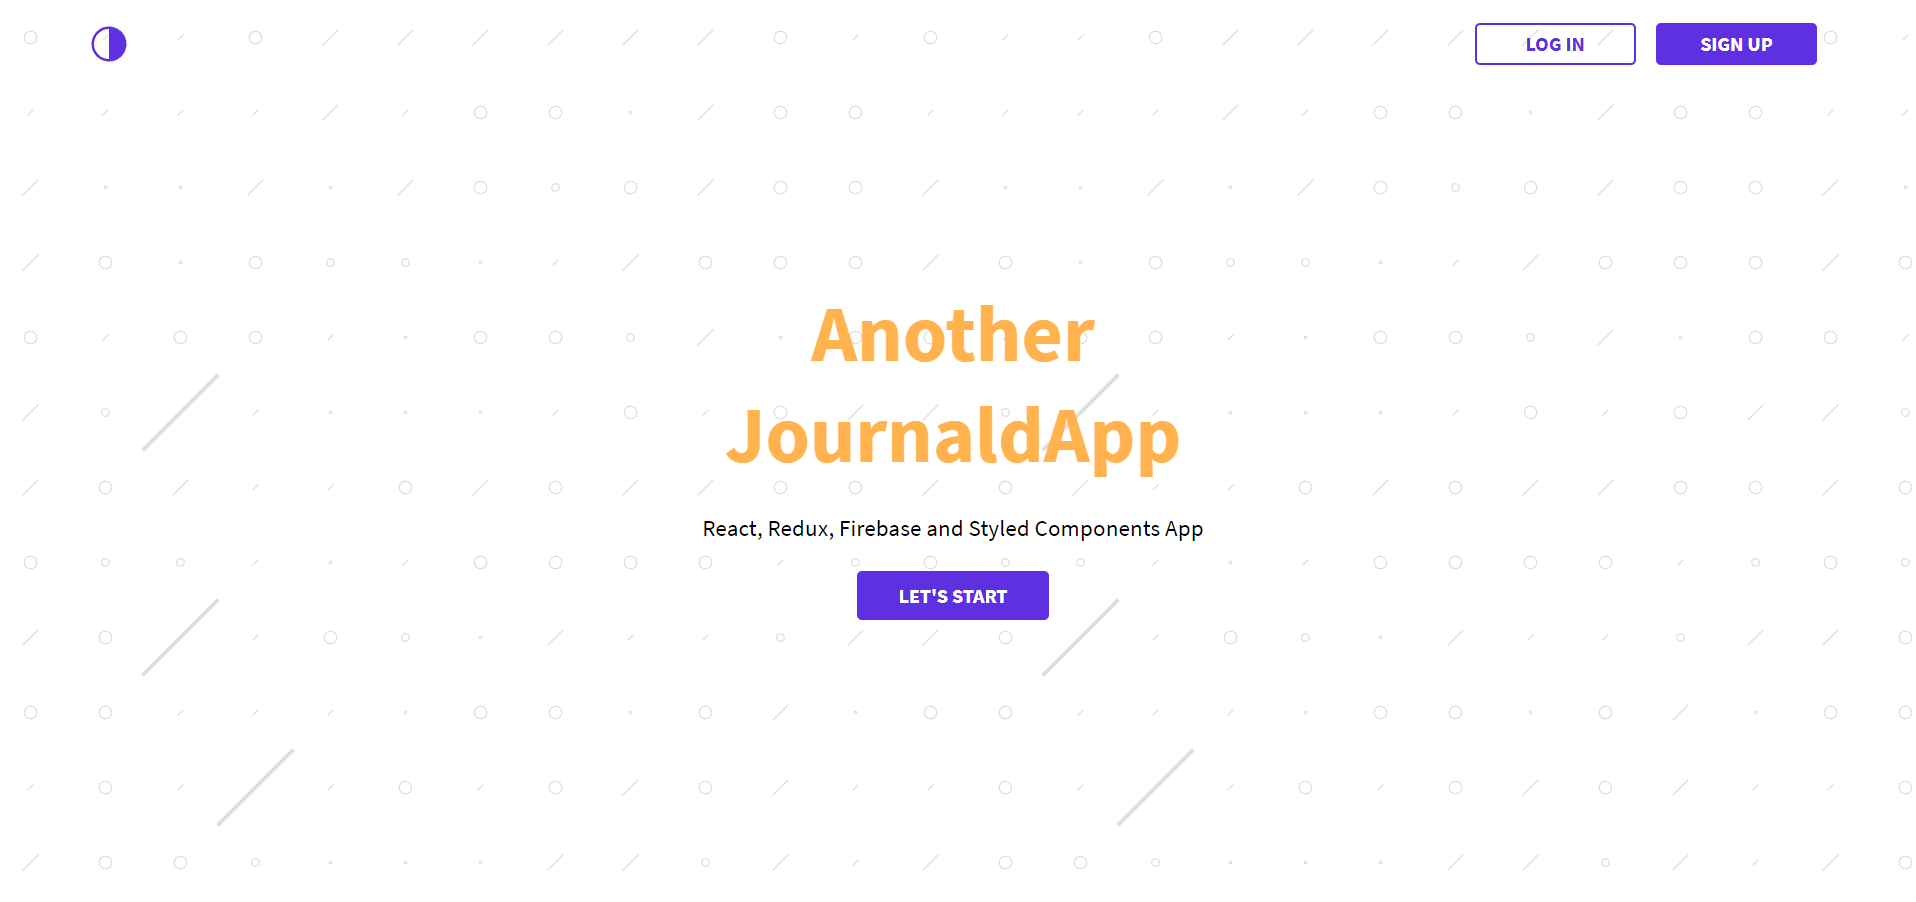 LOG IN
SIGN UP
Another
JournaldApp
React, Redux, Firebase and Styled Components App
LET'S START